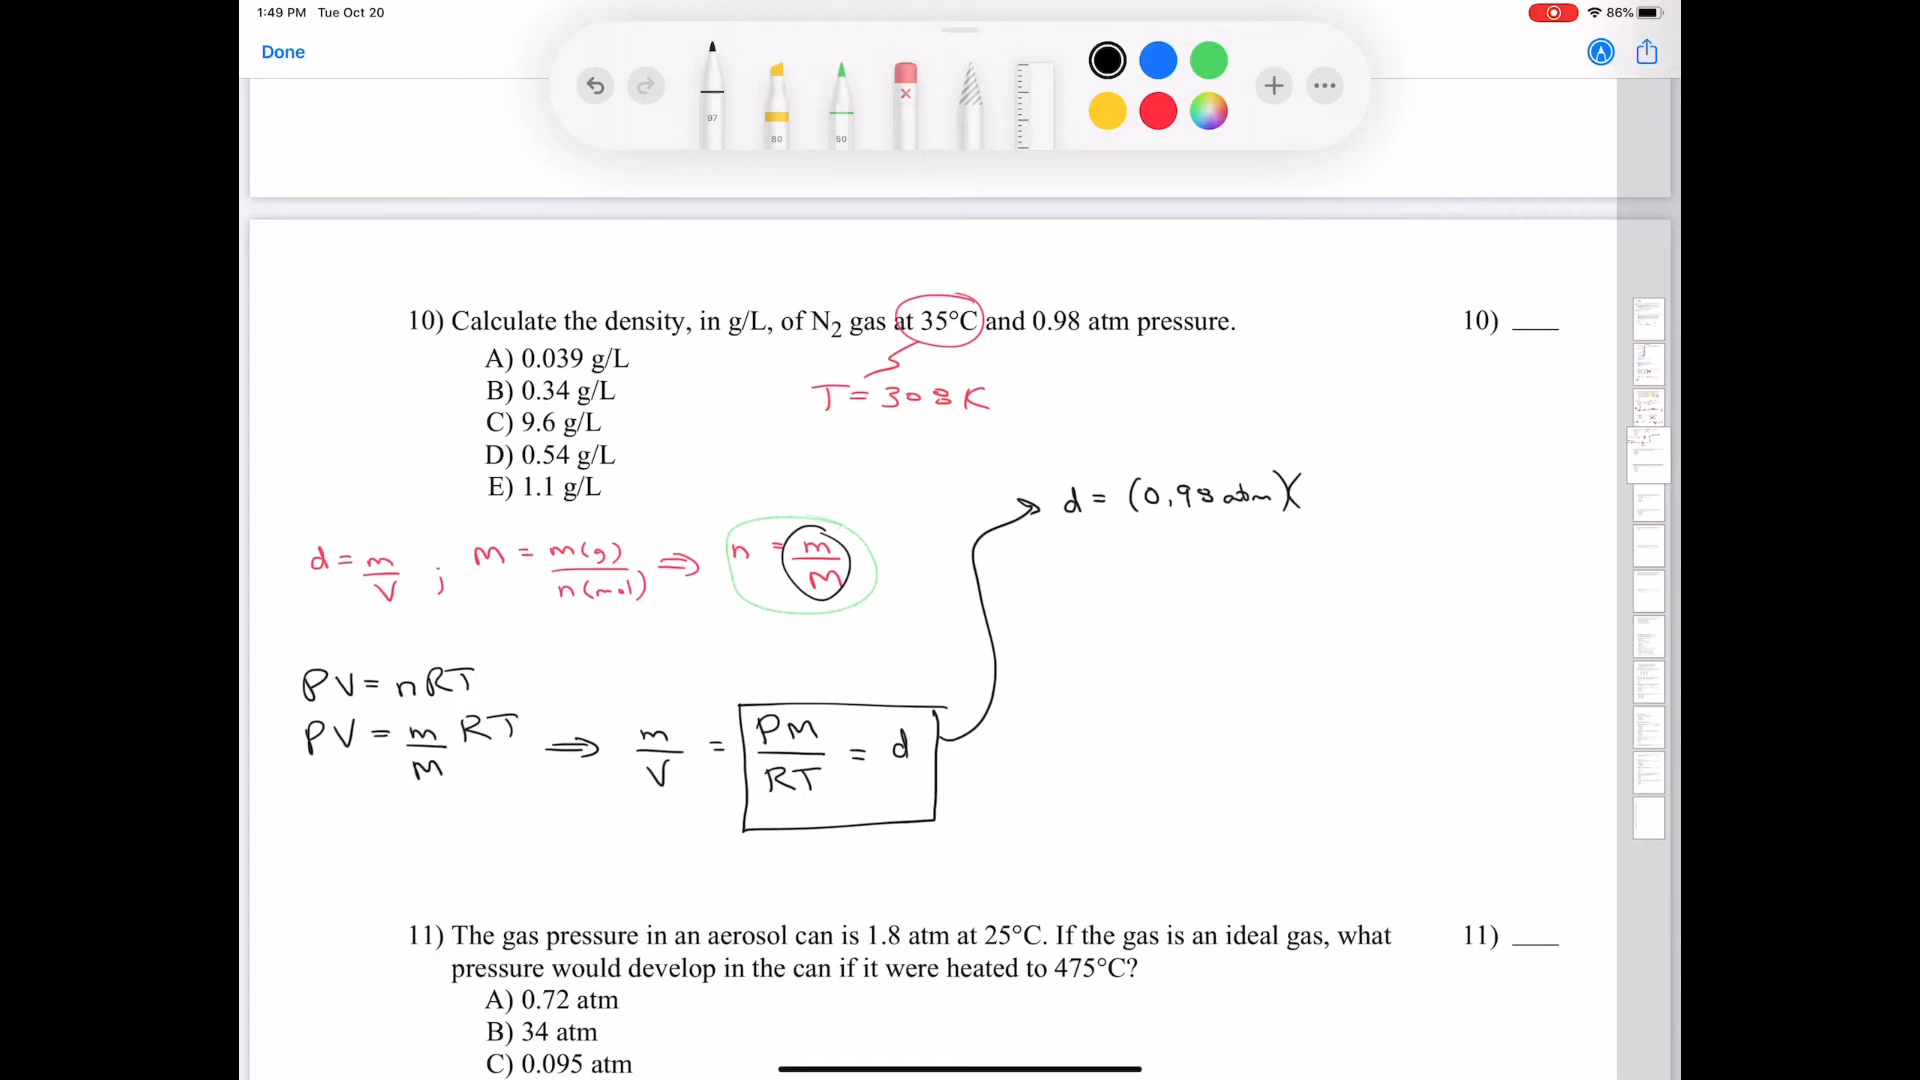 1:49 PM Tue Oct 20
86%
Done
97
80
50
10) Calculate the density, in g/L, of N₂ gas at 35°C and 0.98 atm pressure. 10) ____
A) 0.039 g/L
B) 0.34 g/L
C) 9.6 g/L
D) 0.54 g/L
E) 1.1 g/L
T = 308 K
d = (0.98 atm)(
d = m/V ; M = m(g)/n(mol) ⇒ n = m/M
PV = nRT
PV = m/M RT ⇒ m/V = PM/RT = d
11) The gas pressure in an aerosol can is 1.8 atm at 25°C. If the gas is an ideal gas, what 11) ____
pressure would develop in the can if it were heated to 475°C?
A) 0.72 atm
B) 34 atm
C) 0.095 atm